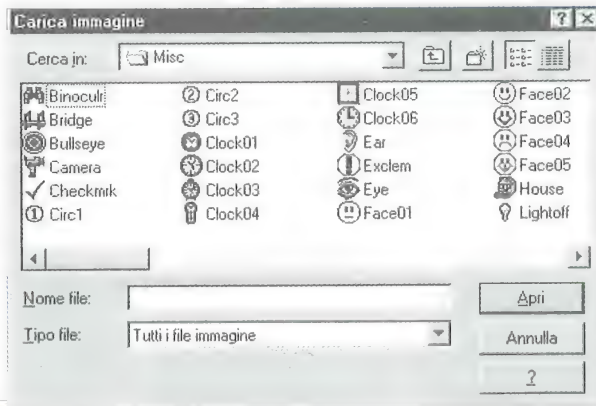 Carica immagine
Cerca in: Misc
Binoculr Circ2 Clock05 Face02
Bridge Circ3 Clock06 Face03
Bullseye Clock01 Ear Face04
Camera Clock02 Exclem Face05
Checkmrk Clock03 Eye House
Circ1 Clock04 Face01 Lightoff
Nome file: Apri
Tipo file: Tutti i file immagine Annulla
?